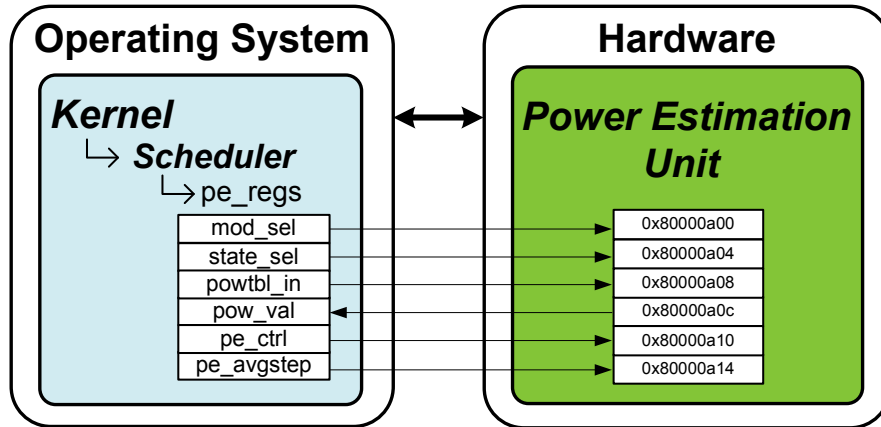 Operating System
Kernel
Scheduler
pe_regs
mod_sel
state_sel
powtbl_in
pow_val
pe_ctrl
pe_avgstep
Hardware
Power Estimation
Unit
0x80000a00
0x80000a04
0x80000a08
0x80000a0c
0x80000a10
0x80000a14